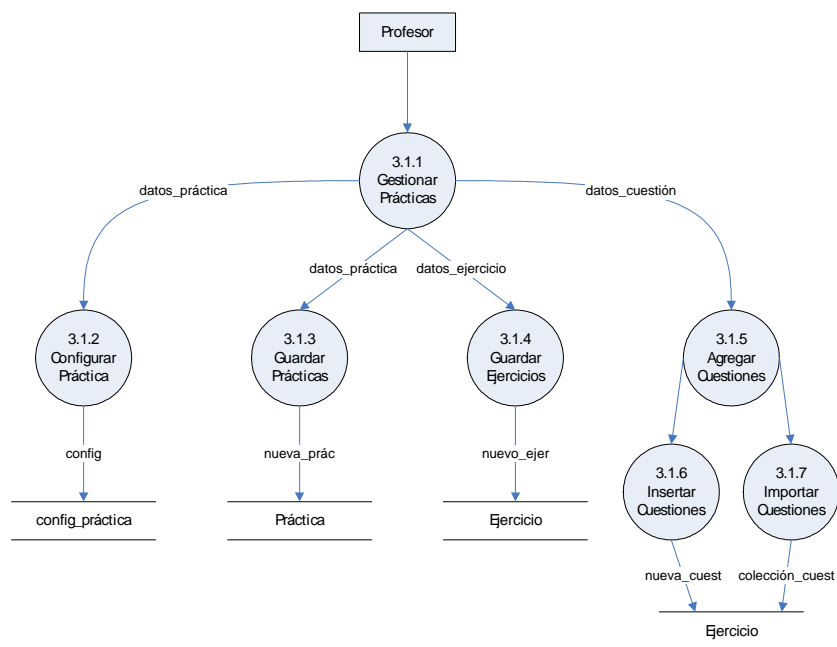 Profesor
3.1.1
Gestionar
Prácticas
datos_práctica
datos_cuestión
datos_práctica
datos_ejercicio
3.1.2
Configurar
Práctica
3.1.3
Guardar
Prácticas
3.1.4
Guardar
Ejercicios
3.1.5
Agregar
Cuestiones
config
nueva_prác
nuevo_ejer
3.1.6
Insertar
Cuestiones
3.1.7
Importar
Cuestiones
config_práctica
Práctica
Ejercicio
nueva_cuest
colección_cuest
Ejercicio